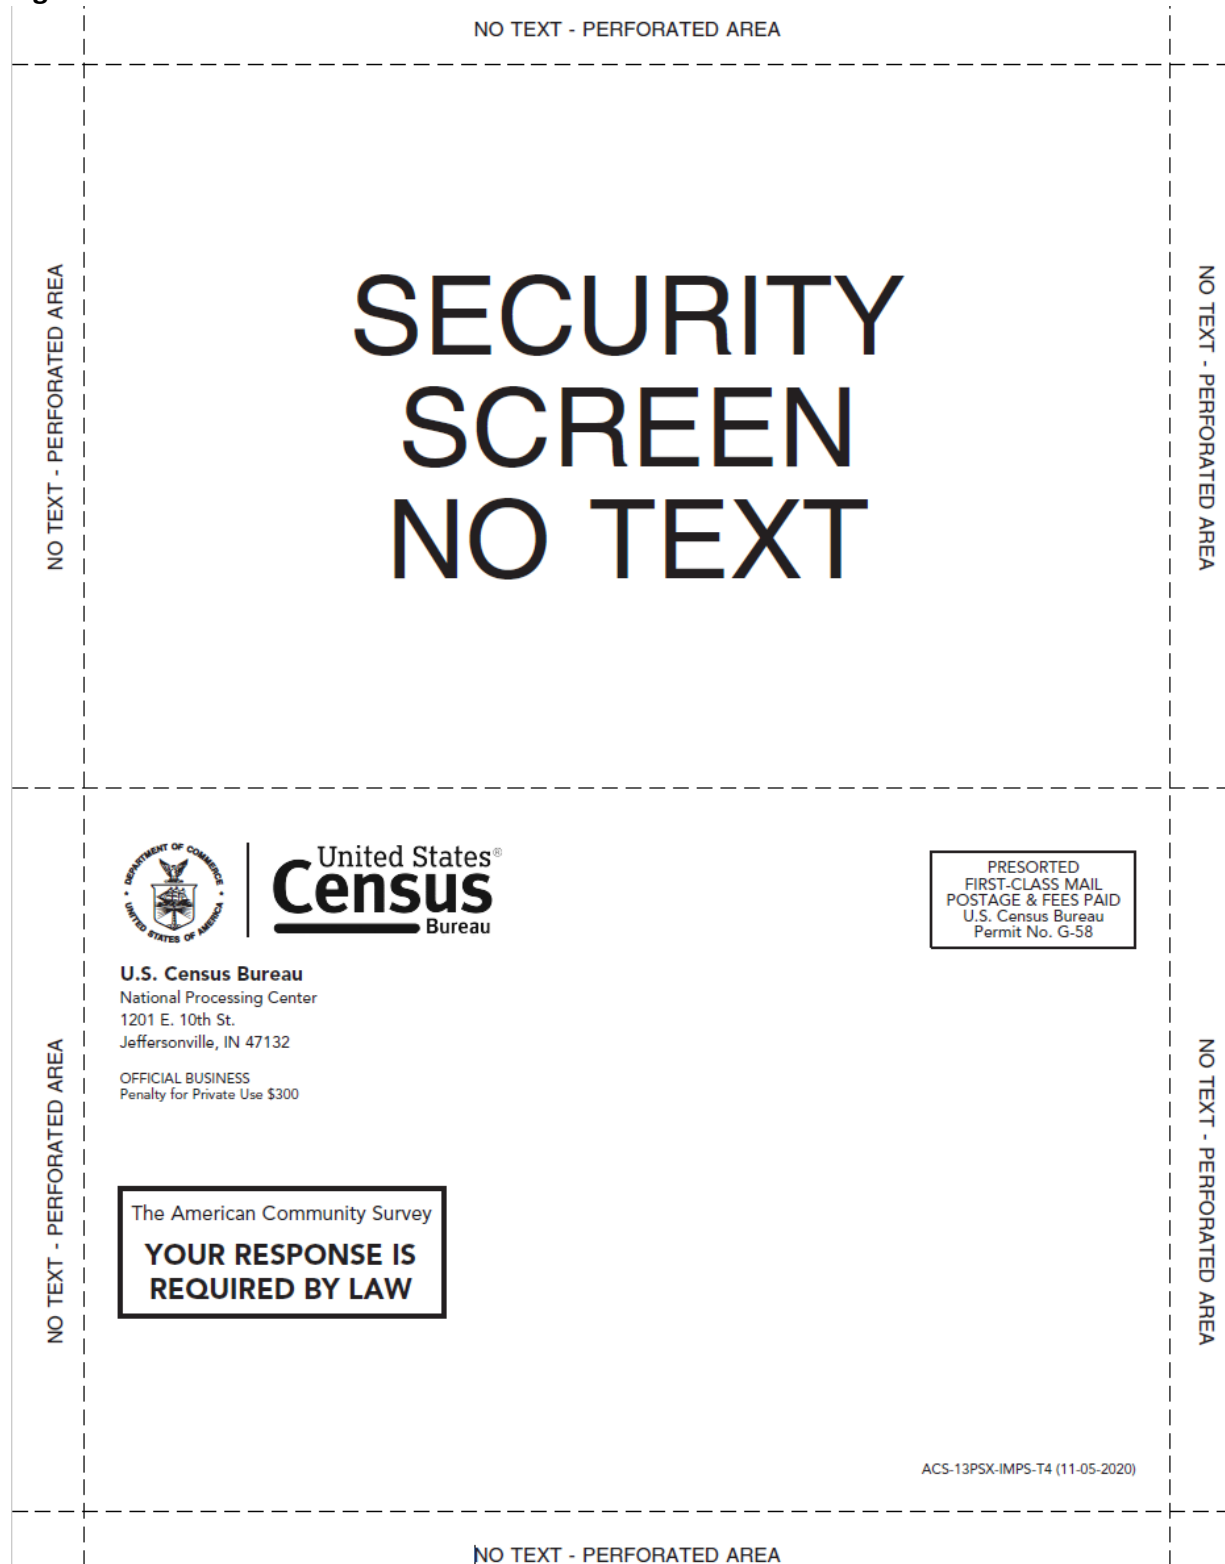 NO TEXT - PERFORATED AREA
NO TEXT - PERFORATED AREA
SECURITY
SCREEN
NO TEXT
NO TEXT - PERFORATED AREA
DEPARTMENT OF COMMERCE
UNITED STATES OF AMERICA
United States®
Census
Bureau
PRESORTED
FIRST-CLASS MAIL
POSTAGE & FEES PAID
U.S. Census Bureau
Permit No. G-58
U.S. Census Bureau
National Processing Center
1201 E. 10th St.
Jeffersonville, IN 47132
OFFICIAL BUSINESS
Penalty for Private Use $300
NO TEXT - PERFORATED AREA
The American Community Survey
YOUR RESPONSE IS
REQUIRED BY LAW
NO TEXT - PERFORATED AREA
ACS-13PSX-IMPS-T4 (11-05-2020)
NO TEXT - PERFORATED AREA